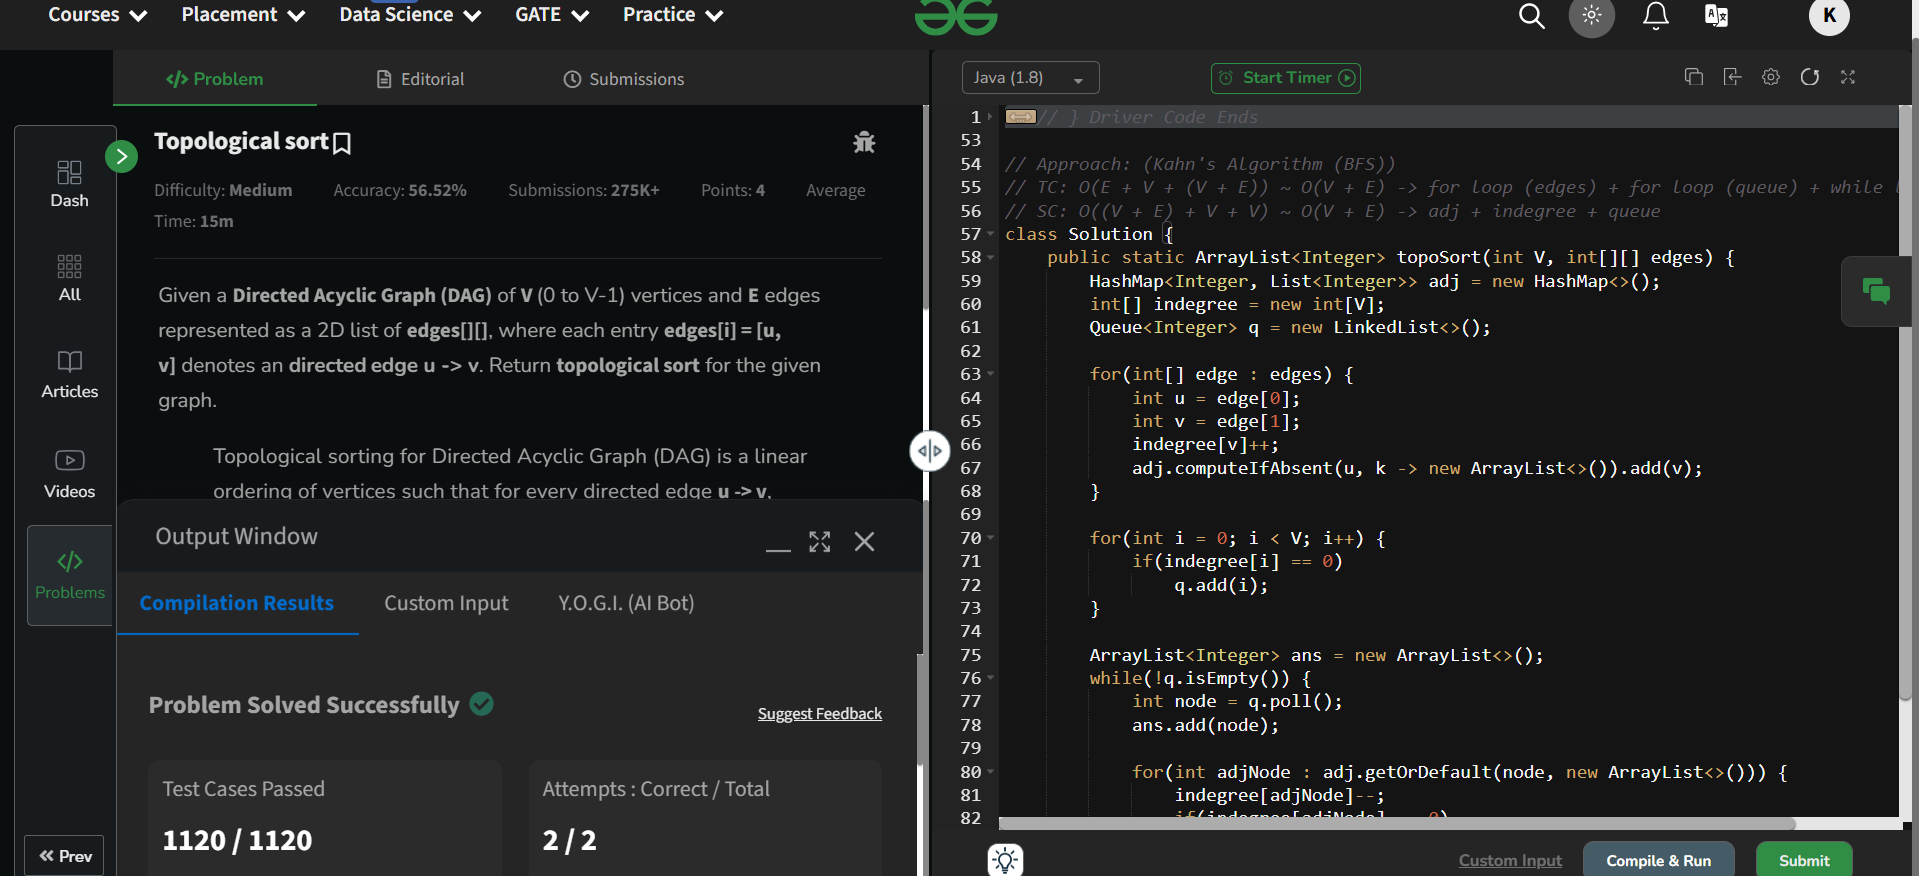 Courses Placement Data Science GATE Practice
K
Problem Editorial Submissions
Java (1.8) Start Timer
Dash
All
Articles
Videos
Problems
Prev
Topological sort
Difficulty: Medium Accuracy: 56.52% Submissions: 275K+ Points: 4 Average
Time: 15m
Given a Directed Acyclic Graph (DAG) of V (0 to V-1) vertices and E edges
represented as a 2D list of edges[][], where each entry edges[i] = [u,
v] denotes an directed edge u -> v. Return topological sort for the given
graph.
Topological sorting for Directed Acyclic Graph (DAG) is a linear
ordering of vertices such that for every directed edge u -> v,
Output Window
Compilation Results Custom Input Y.O.G.I. (AI Bot)
Problem Solved Successfully
Suggest Feedback
Test Cases Passed
1120 / 1120
Attempts : Correct / Total
2 / 2
1 // } Driver Code Ends
53
54 // Approach: (Kahn's Algorithm (BFS))
55 // TC: O(E + V + (V + E)) ~ O(V + E) -> for loop (edges) + for loop (queue) + while
56 // SC: O((V + E) + V + V) ~ O(V + E) -> adj + indegree + queue
57 class Solution {
58 public static ArrayList<Integer> topoSort(int V, int[][] edges) {
59 HashMap<Integer, List<Integer>> adj = new HashMap<>();
60 int[] indegree = new int[V];
61 Queue<Integer> q = new LinkedList<>();
62
63 for(int[] edge : edges) {
64 int u = edge[0];
65 int v = edge[1];
66 indegree[v]++;
67 adj.computeIfAbsent(u, k -> new ArrayList<>()).add(v);
68 }
69
70 for(int i = 0; i < V; i++) {
71 if(indegree[i] == 0)
72 q.add(i);
73 }
74
75 ArrayList<Integer> ans = new ArrayList<>();
76 while(!q.isEmpty()) {
77 int node = q.poll();
78 ans.add(node);
79
80 for(int adjNode : adj.getOrDefault(node, new ArrayList<>())) {
81 indegree[adjNode]--;
82 if(indegree[adjNode]
Custom Input Compile & Run Submit